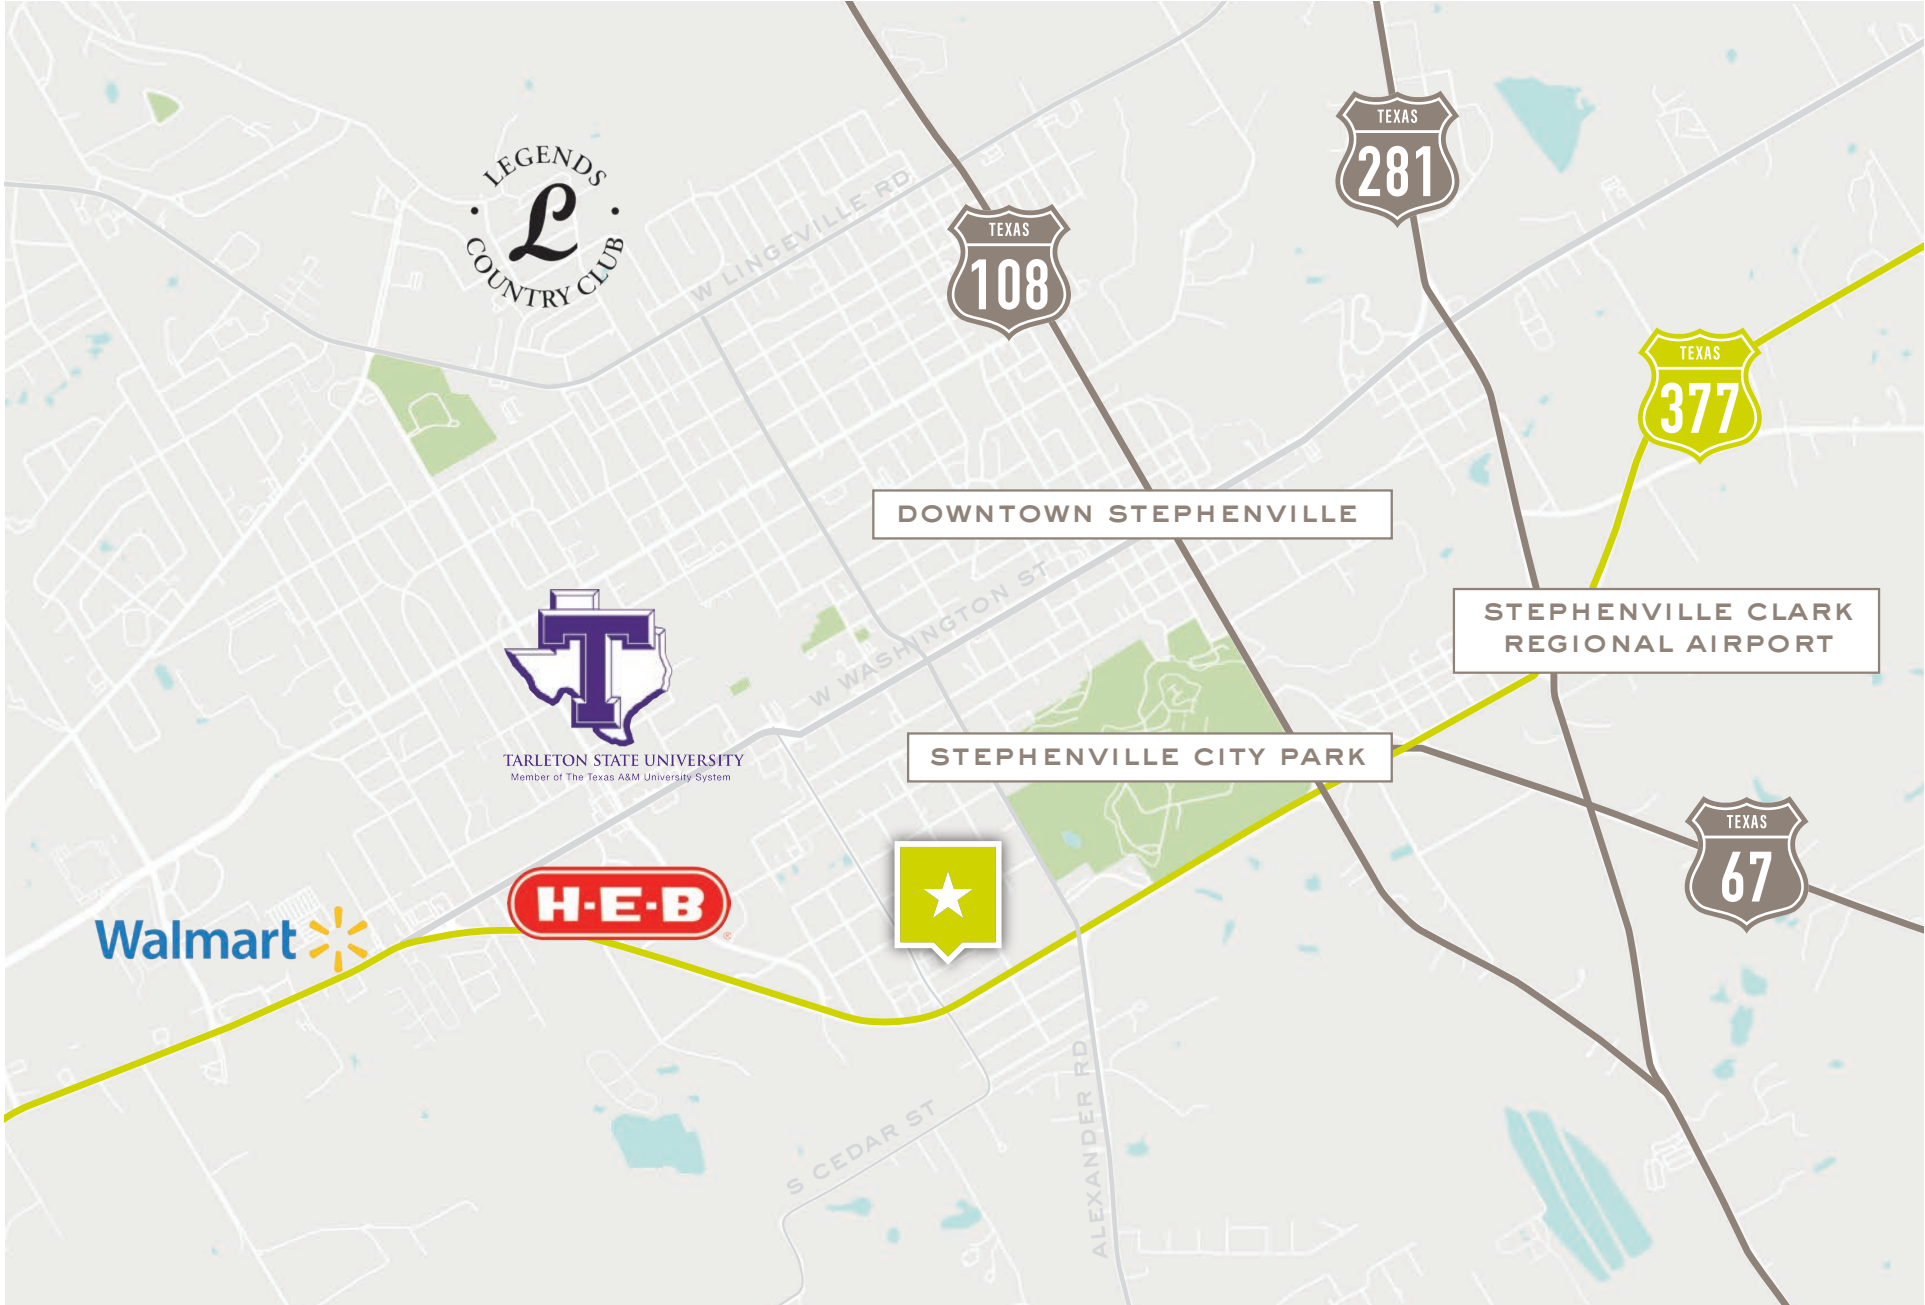 TEXAS
281
LEGENDS
L
COUNTRY CLUB
W LINGEVILLE RD
TEXAS
108
TEXAS
377
DOWNTOWN STEPHENVILLE
W WASHINGTON ST
STEPHENVILLE CLARK
REGIONAL AIRPORT
T
TARLETON STATE UNIVERSITY
Member of The Texas A&M University System
STEPHENVILLE CITY PARK
TEXAS
67
H-E-B
®
Walmart
S CEDAR ST
ALEXANDER RD